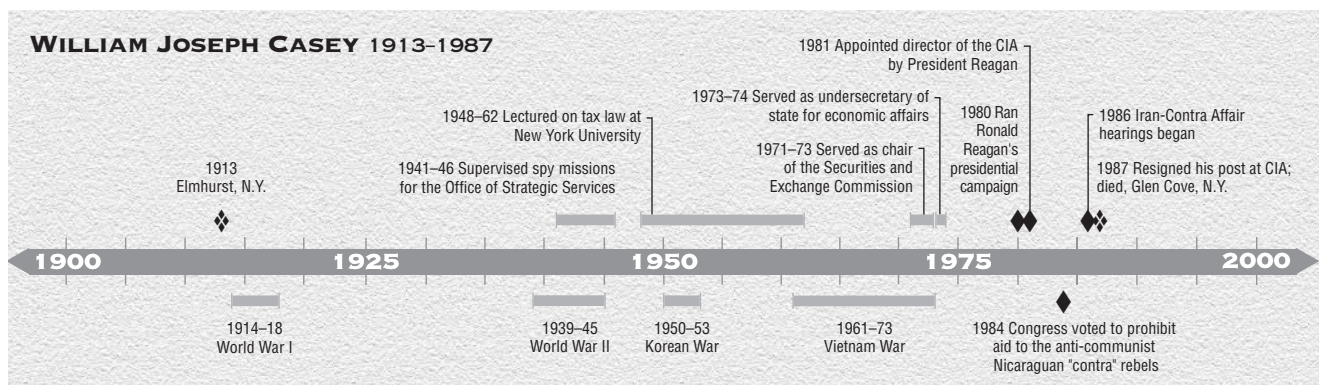 WILLIAM JOSEPH CASEY 1913–1987
1981 Appointed director of the CIA
by President Reagan
1973–74 Served as undersecretary of
state for economic affairs
1980 Ran
Ronald
Reagan's
presidential
campaign
1986 Iran-Contra Affair
hearings began
1948–62 Lectured on tax law at
New York University
1971–73 Served as chair
of the Securities and
Exchange Commission
1913
Elmhurst, N.Y.
1941–46 Supervised spy missions
for the Office of Strategic Services
1987 Resigned his post at CIA;
died, Glen Cove, N.Y.
1900
1925
1950
1975
2000
1914–18
World War I
1939–45
World War II
1950–53
Korean War
1961–73
Vietnam War
1984 Congress voted to prohibit
aid to the anti-communist
Nicaraguan "contra" rebels